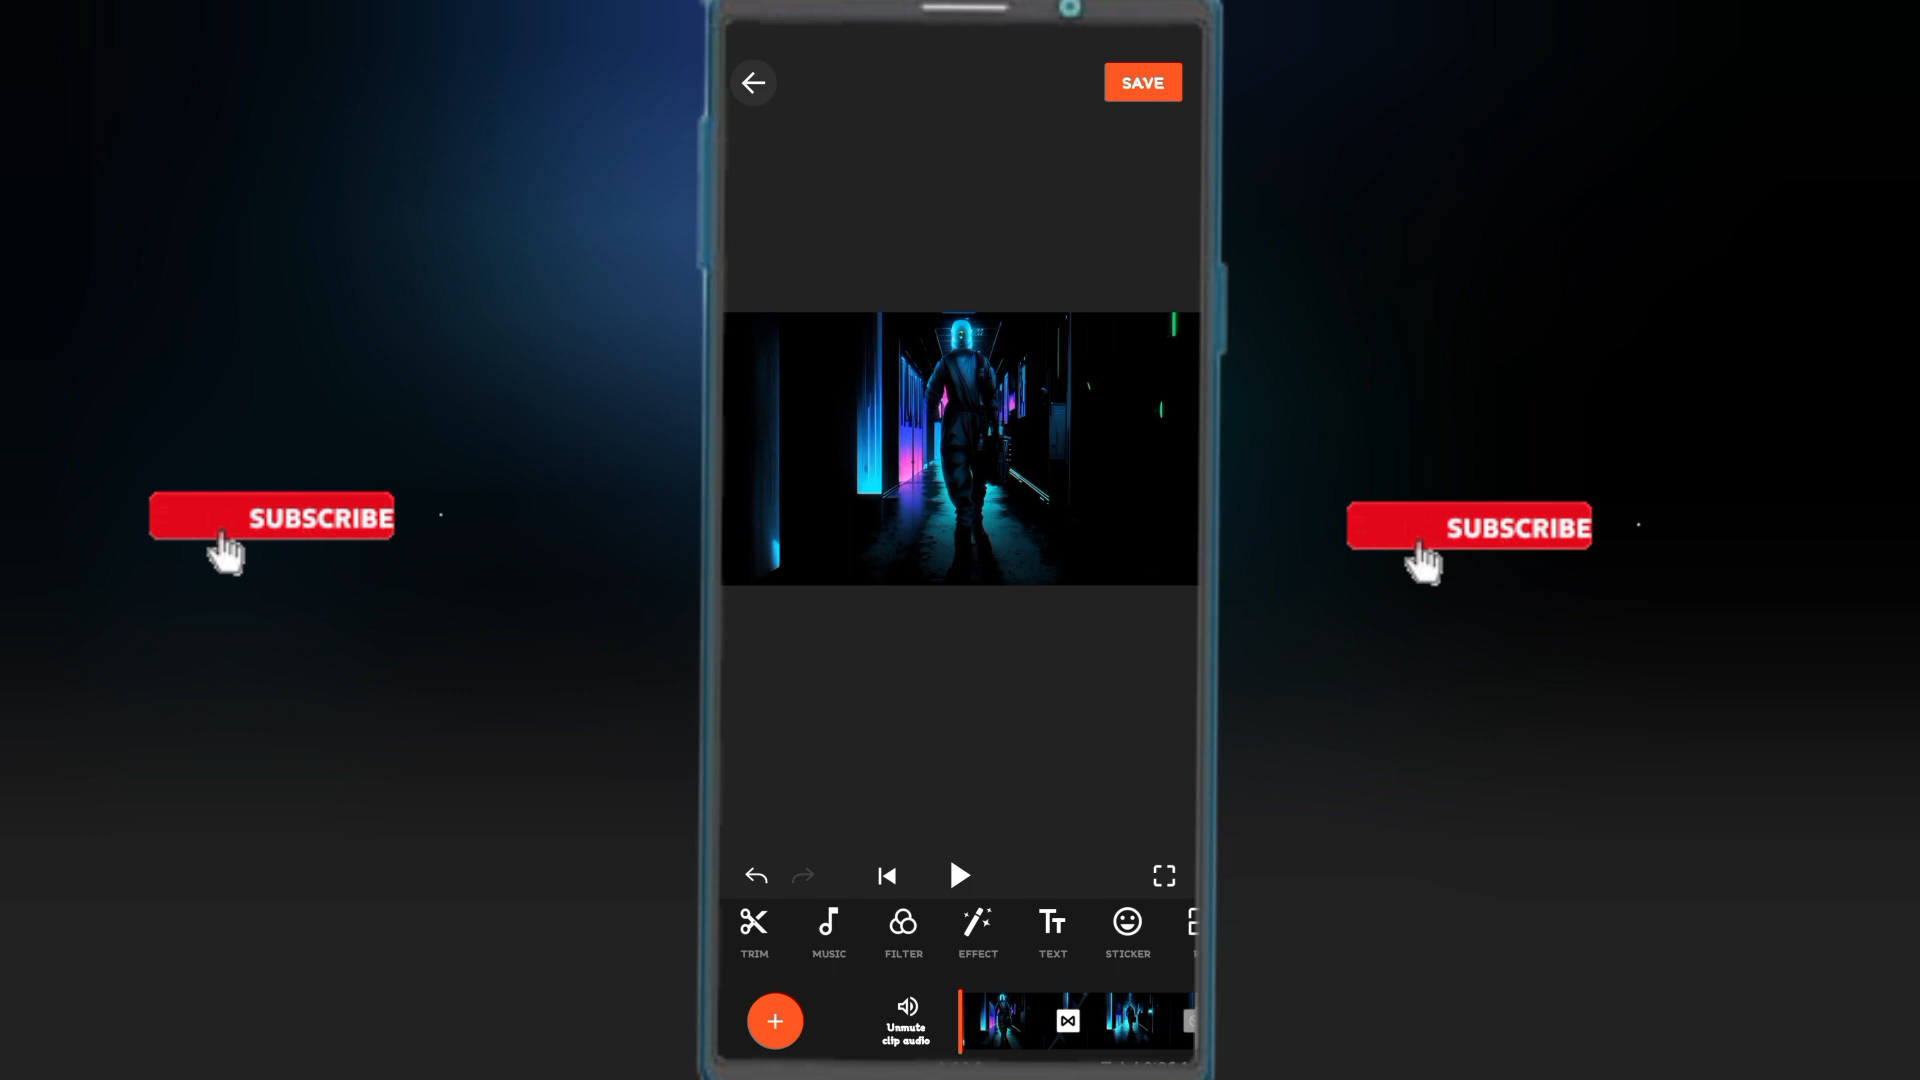 SAVE
SUBSCRIBE
SUBSCRIBE
TRIM
MUSIC
FILTER
EFFECT
TEXT
STICKER
Unmute
clip audio